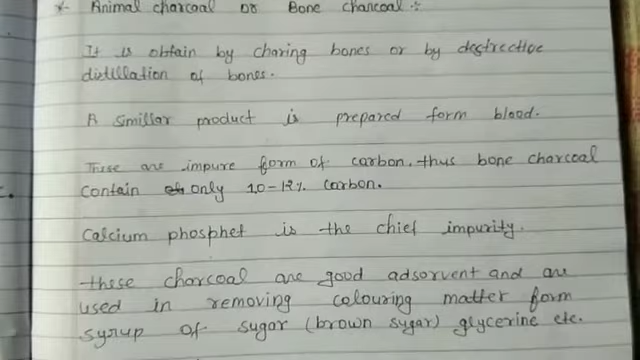 * Animal charcoal or Bone charcoal :
It is obtain by charing bones or by destrective
distillation of bones.
A simillar product is prepared form blood.
These are impure form of carbon. thus bone charcoal
contain only 10-12% carbon.
Calcium phosphet is the chief impurity.
these charcoal are good adsorvent and are
used in removing colouring matter form
syrup of sugar (brown sugar) glycerine etc.